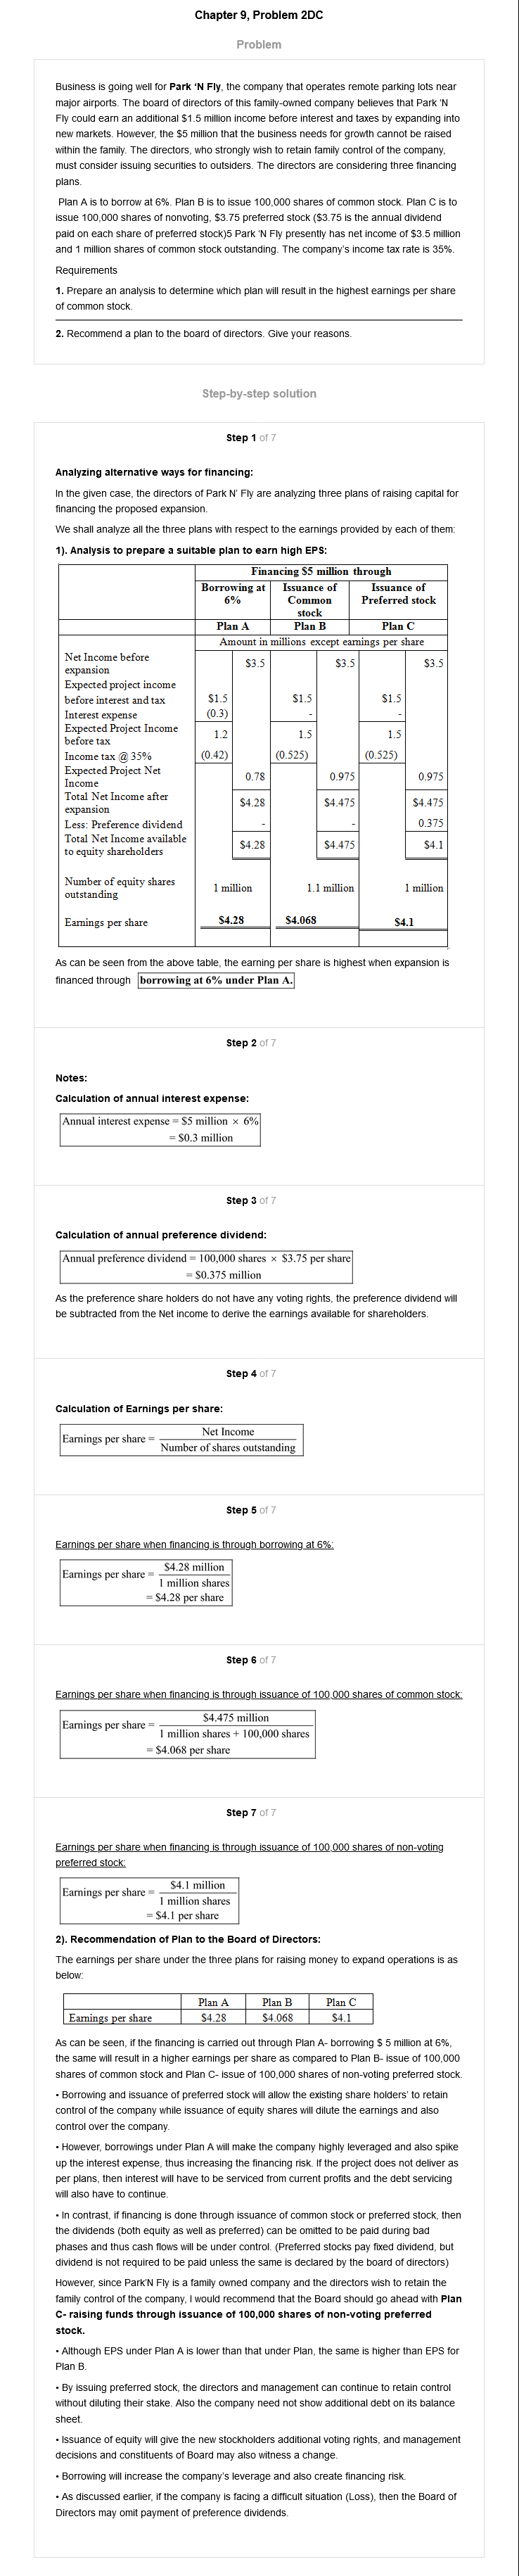 Chapter 9, Problem 2DC
Problem
Business is going well for Park 'N Fly, the company that operates remote parking lots near
major airports. The board of directors of this family-owned company believes that Park 'N
Fly could earn an additional $1.5 million income before interest and taxes by expanding into
new markets. However, the $5 million that the business needs for growth cannot be raised
within the family. The directors, who strongly wish to retain family control of the company,
must consider issuing securities to outsiders. The directors are considering three financing
plans.
Plan A is to borrow at 6%. Plan B is to issue 100,000 shares of common stock. Plan C is to
issue 100,000 shares of nonvoting, $3.75 preferred stock ($3.75 is the annual dividend
paid on each share of preferred stock)5 Park 'N Fly presently has net income of $3.5 million
and 1 million shares of common stock outstanding. The company's income tax rate is 35%.
Requirements
1. Prepare an analysis to determine which plan will result in the highest earnings per share
of common stock.
2. Recommend a plan to the board of directors. Give your reasons.
Step-by-step solution
Step 1 of 7
Analyzing alternative ways for financing:
In the given case, the directors of Park N' Fly are analyzing three plans of raising capital for
financing the proposed expansion.
We shall analyze all the three plans with respect to the earnings provided by each of them:
1). Analysis to prepare a suitable plan to earn high EPS:
Financing $5 million through
Borrowing at 6% Issuance of Common stock Issuance of Preferred stock
Plan A Plan B Plan C
Amount in millions except earnings per share
Net Income before expansion $3.5 $3.5 $3.5
Expected project income
before interest and tax $1.5 $1.5 $1.5
Interest expense (0.3) - -
Expected Project Income before tax 1.2 1.5 1.5
Income tax @ 35% (0.42) (0.525) (0.525)
Expected Project Net Income 0.78 0.975 0.975
Total Net Income after expansion $4.28 $4.475 $4.475
Less: Preference dividend - - 0.375
Total Net Income available to equity shareholders $4.28 $4.475 $4.1
Number of equity shares outstanding 1 million 1.1 million 1 million
Earnings per share $4.28 $4.068 $4.1
As can be seen from the above table, the earning per share is highest when expansion is
financed through borrowing at 6% under Plan A.
Step 2 of 7
Notes:
Calculation of annual interest expense:
Annual interest expense = $5 million × 6%
= $0.3 million
Step 3 of 7
Calculation of annual preference dividend:
Annual preference dividend = 100,000 shares × $3.75 per share
= $0.375 million
As the preference share holders do not have any voting rights, the preference dividend will
be subtracted from the Net income to derive the earnings available for shareholders.
Step 4 of 7
Calculation of Earnings per share:
Earnings per share = Net Income
Number of shares outstanding
Step 5 of 7
Earnings per share when financing is through borrowing at 6%:
Earnings per share = $4.28 million
1 million shares
= $4.28 per share
Step 6 of 7
Earnings per share when financing is through issuance of 100,000 shares of common stock:
Earnings per share = $4.475 million
1 million shares + 100,000 shares
= $4.068 per share
Step 7 of 7
Earnings per share when financing is through issuance of 100,000 shares of non-voting
preferred stock:
Earnings per share = $4.1 million
1 million shares
= $4.1 per share
2). Recommendation of Plan to the Board of Directors:
The earnings per share under the three plans for raising money to expand operations is as
below:
Plan A Plan B Plan C
Earnings per share $4.28 $4.068 $4.1
As can be seen, if the financing is carried out through Plan A- borrowing $ 5 million at 6%,
the same will result in a higher earnings per share as compared to Plan B- issue of 100,000
shares of common stock and Plan C- issue of 100,000 shares of non-voting preferred stock.
• Borrowing and issuance of preferred stock will allow the existing share holders' to retain
control of the company while issuance of equity shares will dilute the earnings and also
control over the company.
• However, borrowings under Plan A will make the company highly leveraged and also spike
up the interest expense, thus increasing the financing risk. If the project does not deliver as
per plans, then interest will have to be serviced from current profits and the debt servicing
will also have to continue.
• In contrast, if financing is done through issuance of common stock or preferred stock, then
the dividends (both equity as well as preferred) can be omitted to be paid during bad
phases and thus cash flows will be under control. (Preferred stocks pay fixed dividend, but
dividend is not required to be paid unless the same is declared by the board of directors)
However, since Park'N Fly is a family owned company and the directors wish to retain the
family control of the company, I would recommend that the Board should go ahead with Plan
C- raising funds through issuance of 100,000 shares of non-voting preferred
stock.
• Although EPS under Plan A is lower than that under Plan, the same is higher than EPS for
Plan B.
• By issuing preferred stock, the directors and management can continue to retain control
without diluting their stake. Also the company need not show additional debt on its balance
sheet.
• Issuance of equity will give the new stockholders additional voting rights, and management
decisions and constituents of Board may also witness a change.
• Borrowing will increase the company's leverage and also create financing risk.
• As discussed earlier, if the company is facing a difficult situation (Loss), then the Board of
Directors may omit payment of preference dividends.